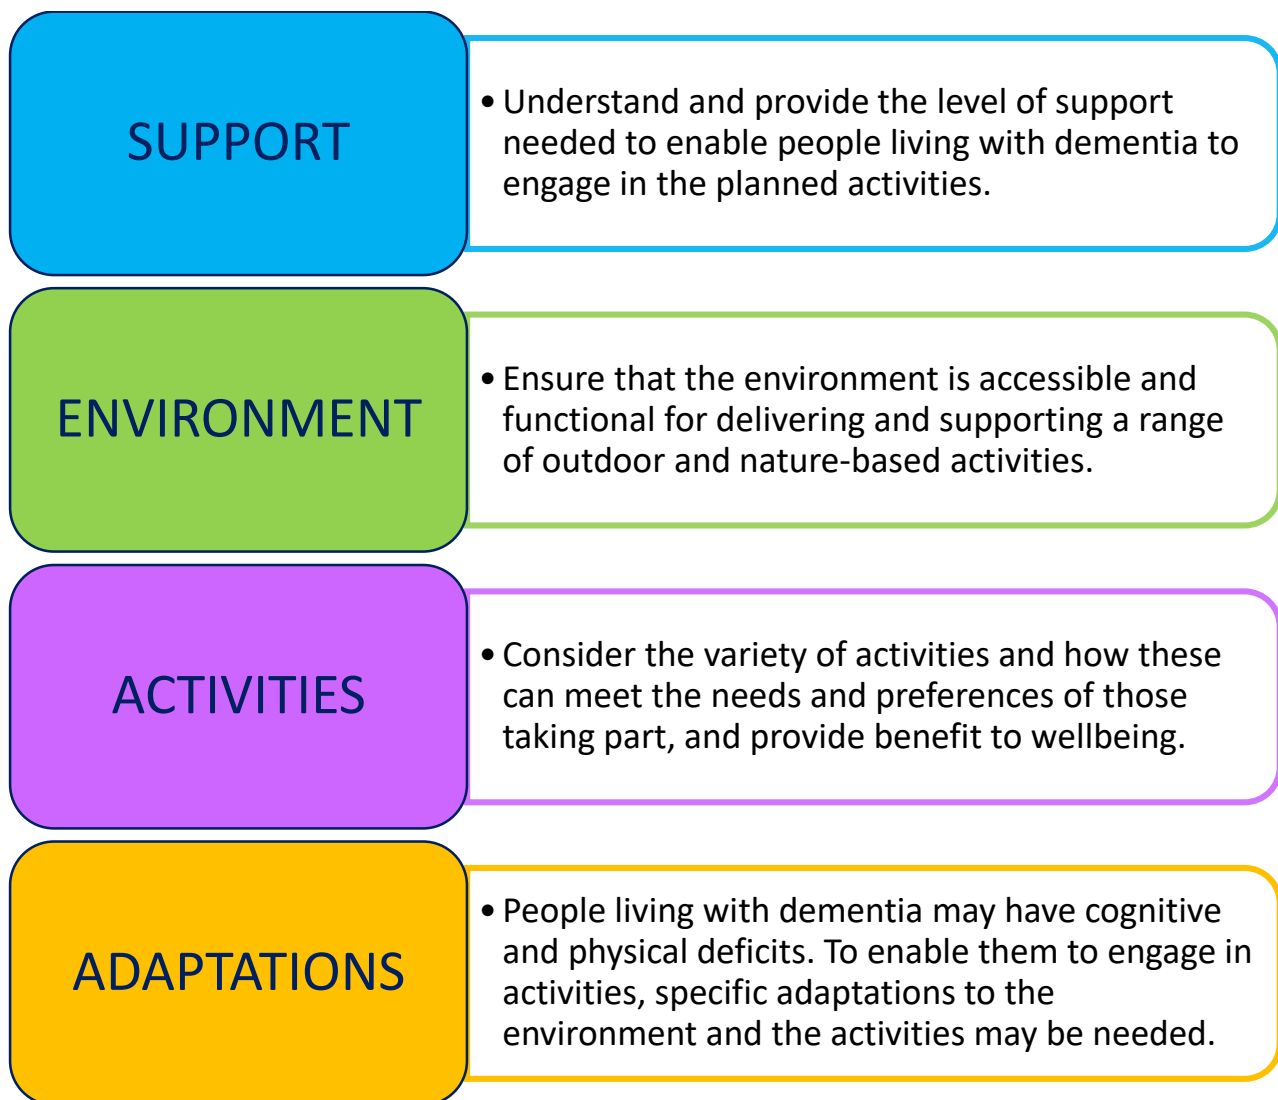 SUPPORT
• Understand and provide the level of support
needed to enable people living with dementia to
engage in the planned activities.
ENVIRONMENT
• Ensure that the environment is accessible and
functional for delivering and supporting a range
of outdoor and nature-based activities.
ACTIVITIES
• Consider the variety of activities and how these
can meet the needs and preferences of those
taking part, and provide benefit to wellbeing.
ADAPTATIONS
• People living with dementia may have cognitive
and physical deficits. To enable them to engage in
activities, specific adaptations to the
environment and the activities may be needed.